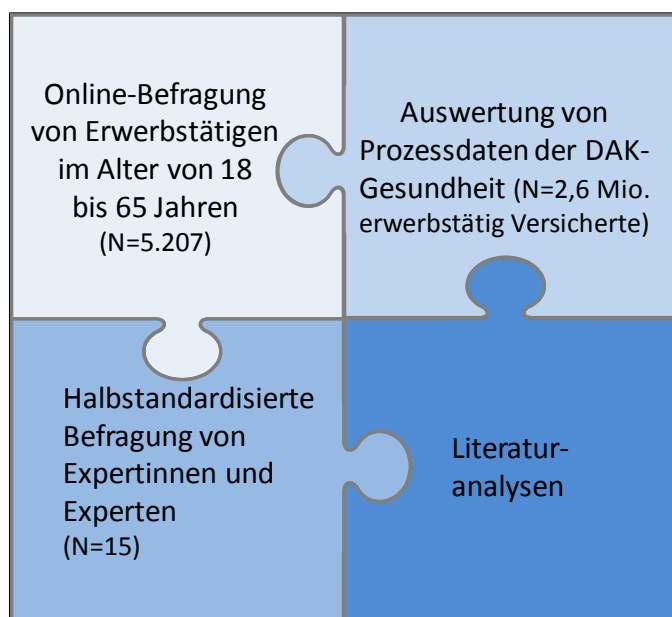 Online-Befragung
von Erwerbstätigen
im Alter von 18
bis 65 Jahren
(N=5.207)
Auswertung von
Prozessdaten der DAK-
Gesundheit (N=2,6 Mio.
erwerbstätig Versicherte)
Halbstandardisierte
Befragung von
Expertinnen und
Experten
(N=15)
Literatur-
analysen